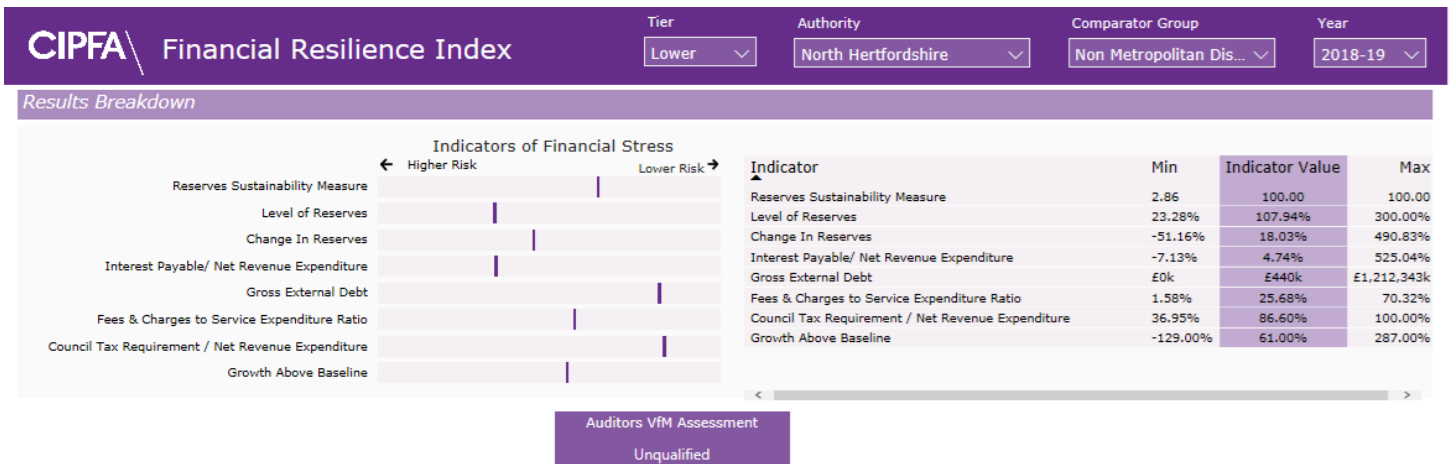 CIPFA\ Financial Resilience Index
Tier
Lower
Authority
North Hertfordshire
Comparator Group
Non Metropolitan Dis...
Year
2018-19
Results Breakdown
Indicators of Financial Stress
← Higher Risk Lower Risk →
Reserves Sustainability Measure
Level of Reserves
Change In Reserves
Interest Payable/ Net Revenue Expenditure
Gross External Debt
Fees & Charges to Service Expenditure Ratio
Council Tax Requirement / Net Revenue Expenditure
Growth Above Baseline
Indicator Min Indicator Value Max
Reserves Sustainability Measure 2.86 100.00 100.00
Level of Reserves 23.28% 107.94% 300.00%
Change In Reserves -51.16% 18.03% 490.83%
Interest Payable/ Net Revenue Expenditure -7.13% 4.74% 525.04%
Gross External Debt £0k £440k £1,212,343k
Fees & Charges to Service Expenditure Ratio 1.58% 25.68% 70.32%
Council Tax Requirement / Net Revenue Expenditure 36.95% 86.60% 100.00%
Growth Above Baseline -129.00% 61.00% 287.00%
Auditors VfM Assessment
Unqualified